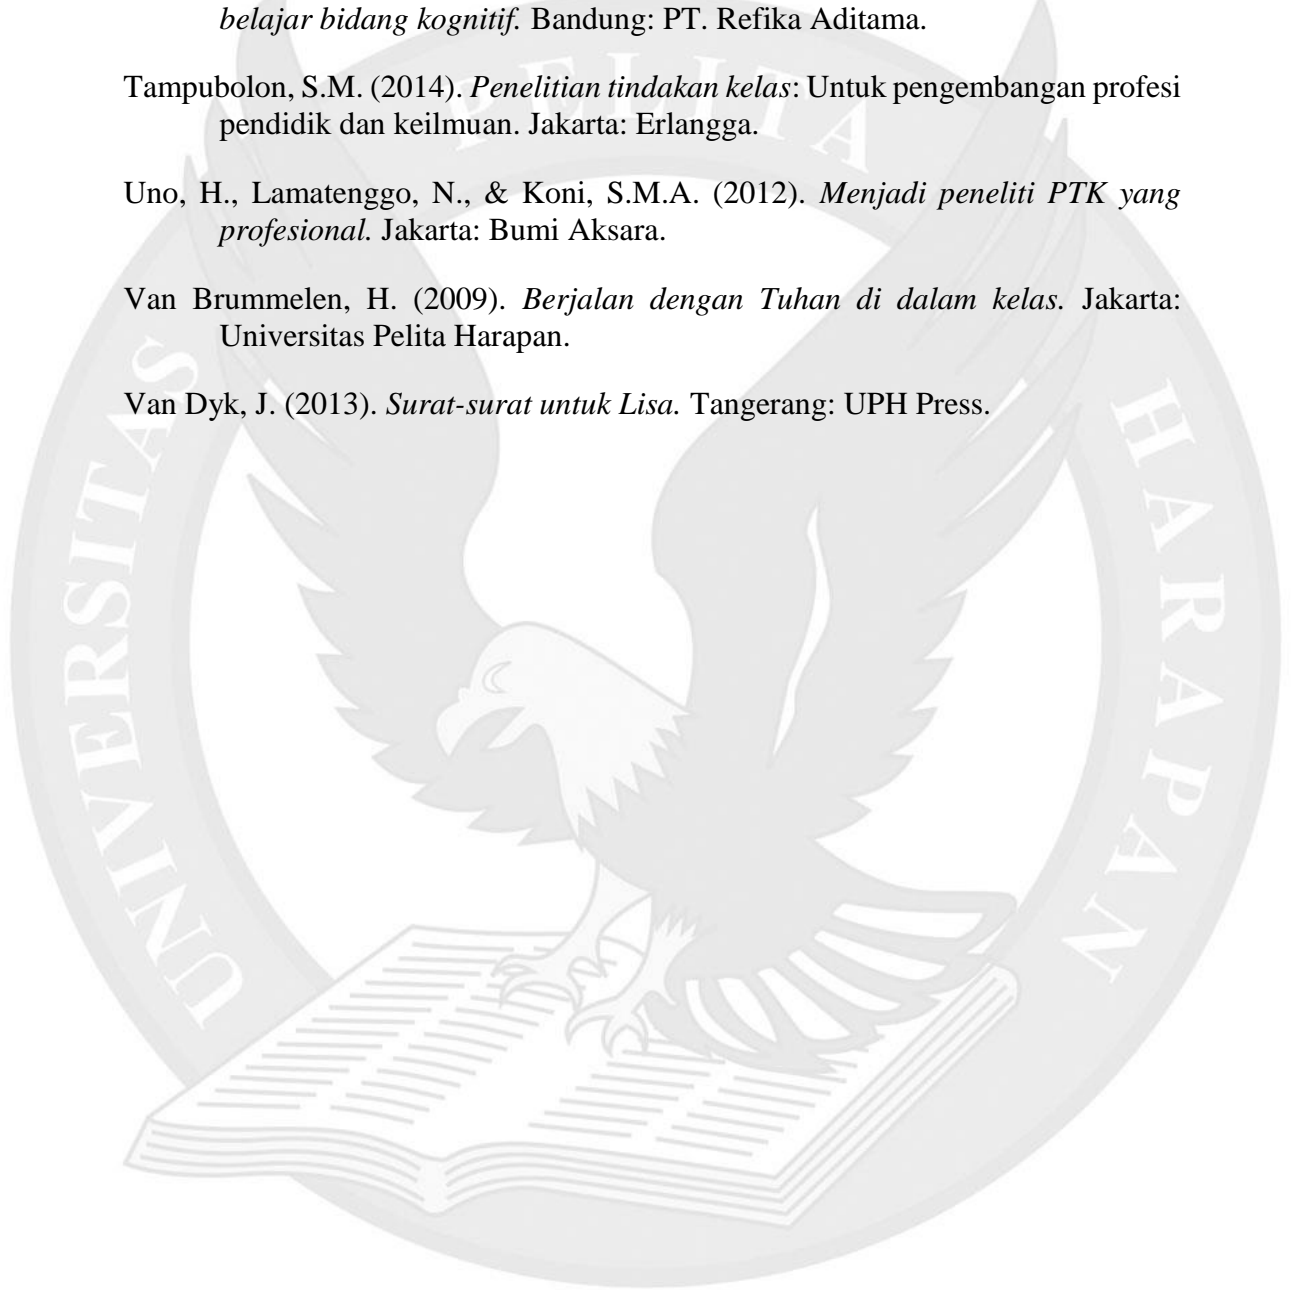 belajar bidang kognitif. Bandung: PT. Refika Aditama.
Tampubolon, S.M. (2014). Penelitian tindakan kelas: Untuk pengembangan profesi
pendidik dan keilmuan. Jakarta: Erlangga.
Uno, H., Lamatenggo, N., & Koni, S.M.A. (2012). Menjadi peneliti PTK yang
profesional. Jakarta: Bumi Aksara.
Van Brummelen, H. (2009). Berjalan dengan Tuhan di dalam kelas. Jakarta:
Universitas Pelita Harapan.
Van Dyk, J. (2013). Surat-surat untuk Lisa. Tangerang: UPH Press.
UNIVERSITAS PELITA HARAPAN